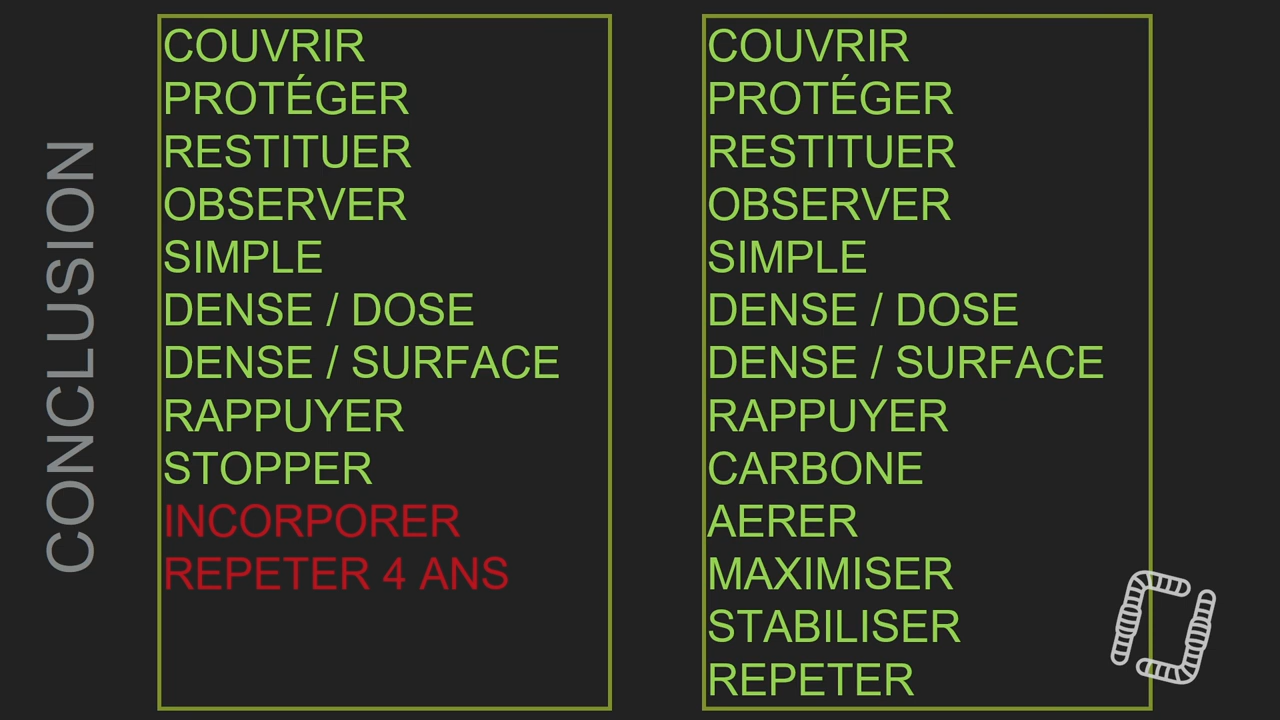 CONCLUSION
COUVRIR
PROTÉGER
RESTITUER
OBSERVER
SIMPLE
DENSE / DOSE
DENSE / SURFACE
RAPPUYER
STOPPER
INCORPORER
REPETER 4 ANS
COUVRIR
PROTÉGER
RESTITUER
OBSERVER
SIMPLE
DENSE / DOSE
DENSE / SURFACE
RAPPUYER
CARBONE
AERER
MAXIMISER
STABILISER
REPETER